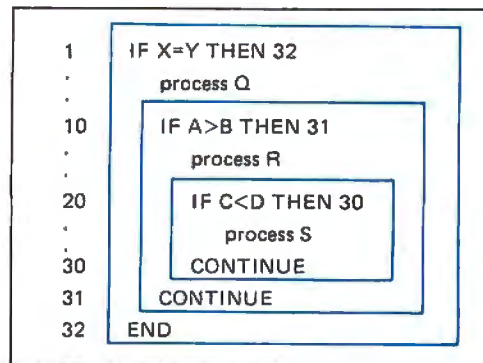 1 IF X=Y THEN 32
. process Q
.
10 IF A>B THEN 31
. process R
.
20 IF C<D THEN 30
. process S
.
30 CONTINUE
31 CONTINUE
32 END